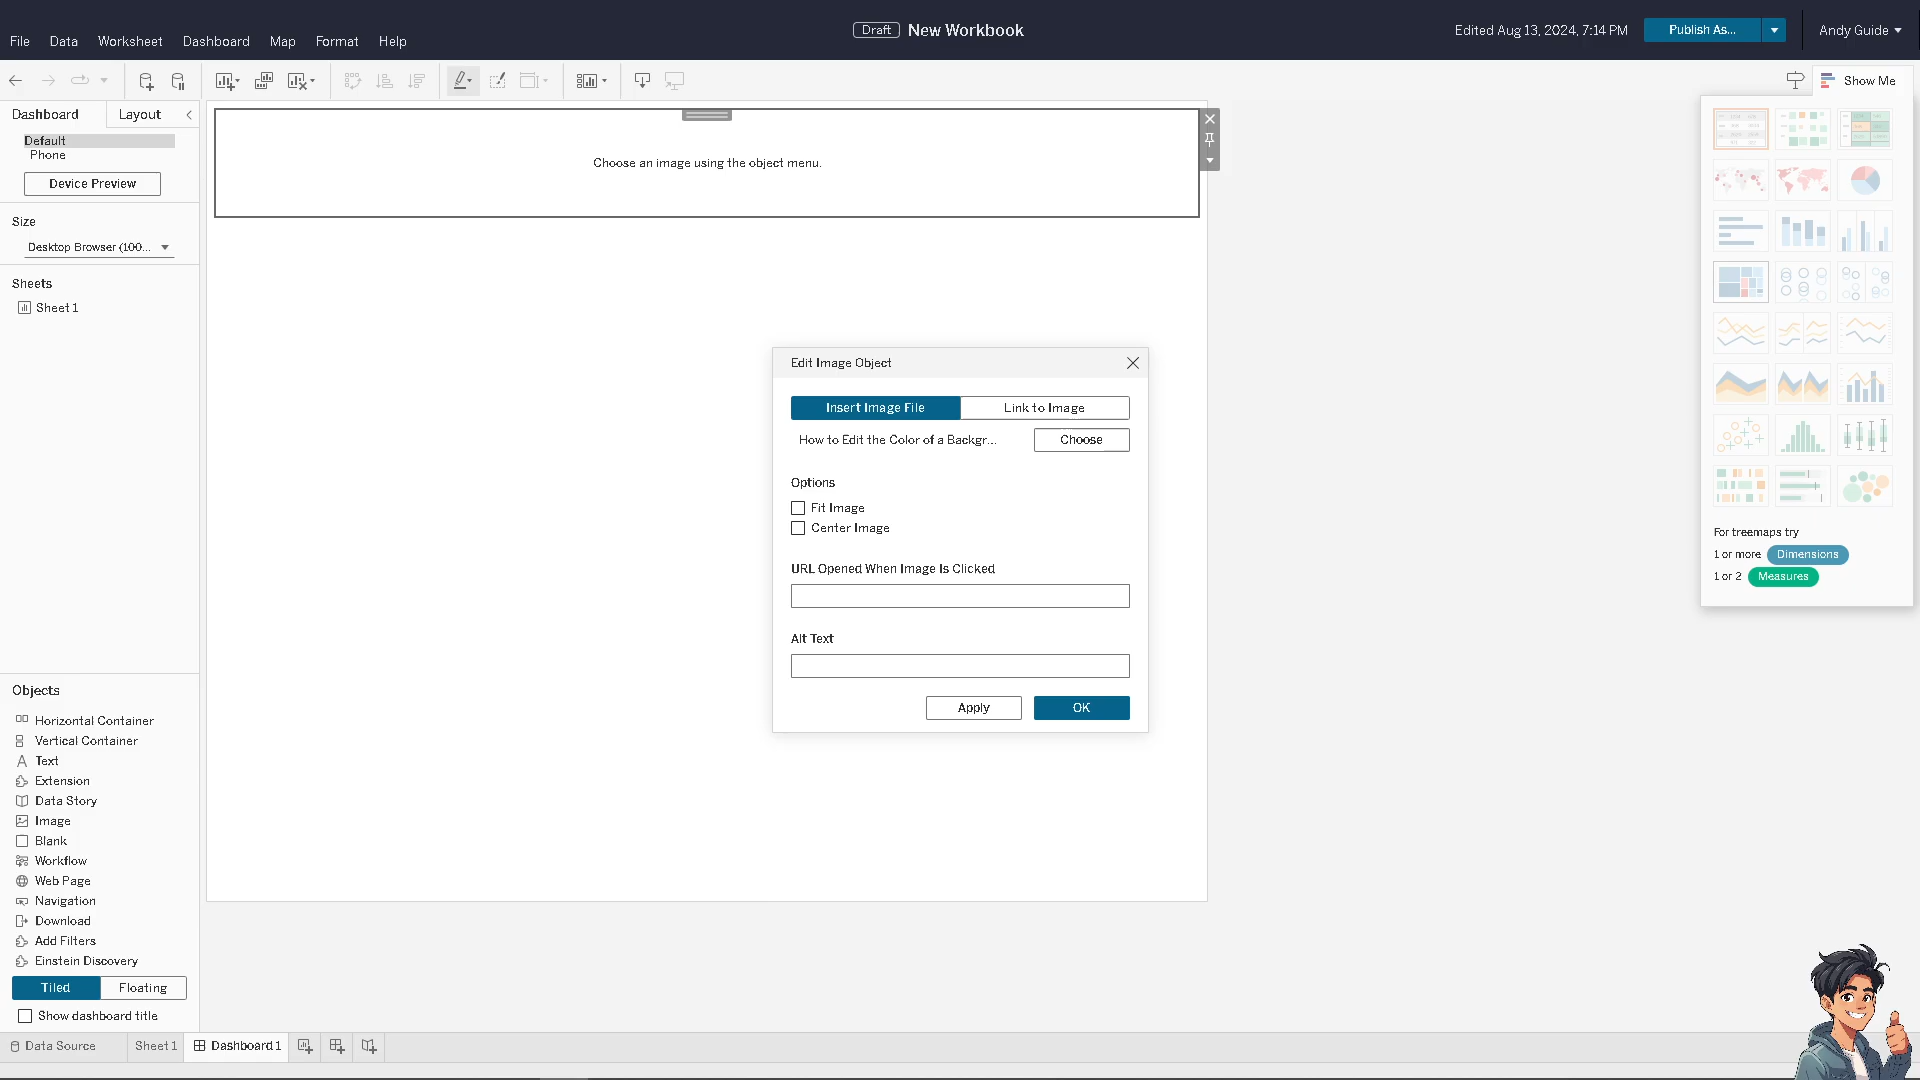 Draft New Workbook
Edited Aug 13, 2024, 7:14 PM
Publish As...
Andy Guide
File Data Worksheet Dashboard Map Format Help
Show Me
Dashboard Layout
Default
Phone
Device Preview
Size
Desktop Browser (100...
Sheets
Sheet 1
Choose an image using the object menu.
Edit Image Object
Insert Image File Link to Image
How to Edit the Color of a Backgr... Choose
Options
Fit Image
Center Image
URL Opened When Image Is Clicked
Alt Text
Apply OK
For treemaps try
1 or more Dimensions
1 or 2 Measures
Objects
Horizontal Container
Vertical Container
Text
Extension
Data Story
Image
Blank
Workflow
Web Page
Navigation
Download
Add Filters
Einstein Discovery
Tiled Floating
Show dashboard title
Data Source Sheet 1 Dashboard 1